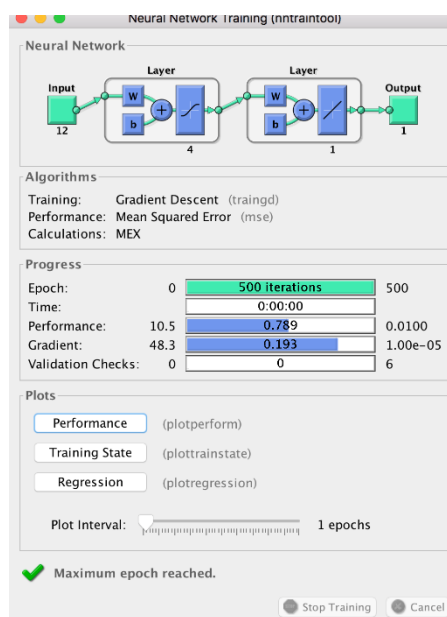 Neural Network Training (nntraintool)
Neural Network
Layer Layer
Input Output
W W
b b
12 1
4 1
Algorithms
Training: Gradient Descent (traingd)
Performance: Mean Squared Error (mse)
Calculations: MEX
Progress
Epoch: 0 500 iterations 500
Time: 0:00:00
Performance: 10.5 0.789 0.0100
Gradient: 48.3 0.193 1.00e-05
Validation Checks: 0 0 6
Plots
Performance (plotperform)
Training State (plottrainstate)
Regression (plotregression)
Plot Interval: 1 epochs
Maximum epoch reached.
Stop Training Cancel